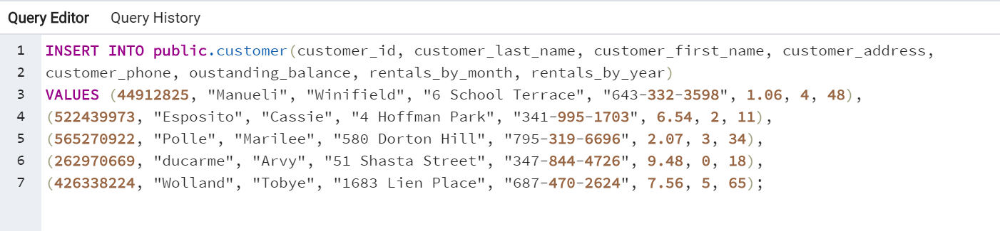 Query Editor Query History
1 INSERT INTO public.customer(customer_id, customer_last_name, customer_first_name, customer_address,
2 customer_phone, oustanding_balance, rentals_by_month, rentals_by_year)
3 VALUES (44912825, "Manueli", "Winifield", "6 School Terrace", "643-332-3598", 1.06, 4, 48),
4 (522439973, "Esposito", "Cassie", "4 Hoffman Park", "341-995-1703", 6.54, 2, 11),
5 (565270922, "Polle", "Marilee", "580 Dorton Hill", "795-319-6696", 2.07, 3, 34),
6 (262970669, "ducarme", "Arvy", "51 Shasta Street", "347-844-4726", 9.48, 0, 18),
7 (426338224, "Wolland", "Tobye", "1683 Lien Place", "687-470-2624", 7.56, 5, 65);